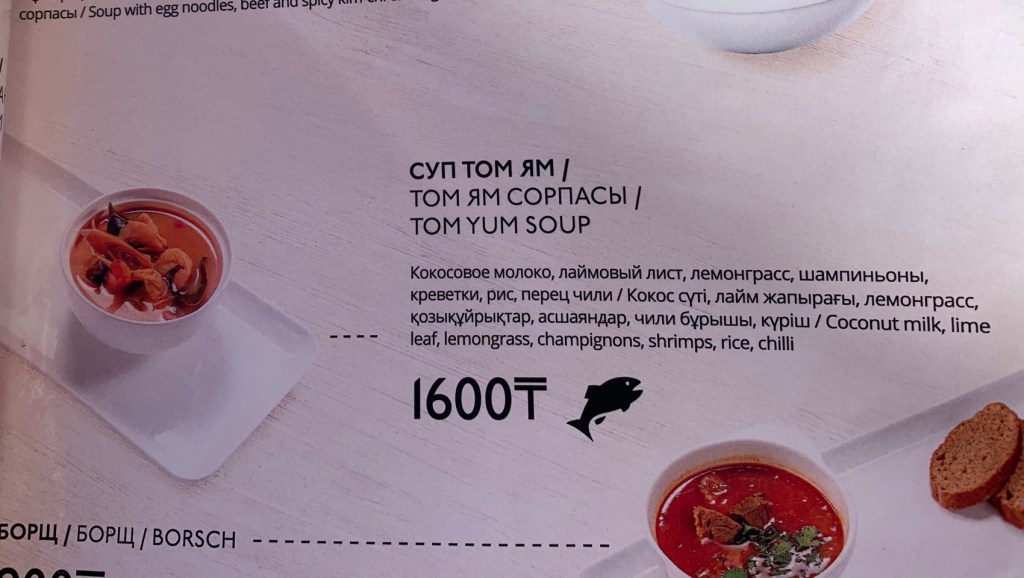 сорпасы / Soup with egg noodles, beef and spicy
СУП ТОМ ЯМ /
ТОМ ЯМ СОРПАСЫ /
TOM YUM SOUP
Кокосовое молоко, лаймовый лист, лемонграсс, шампиньоны,
креветки, рис, перец чили / Кокос сүті, лайм жапырағы, лемонграсс,
қозықұйрықтар, асшаяндар, чили бұрышы, күріш / Coconut milk, lime
leaf, lemongrass, champignons, shrimps, rice, chilli
1600₸
БОРЩ / БОРЩ / BORSCH